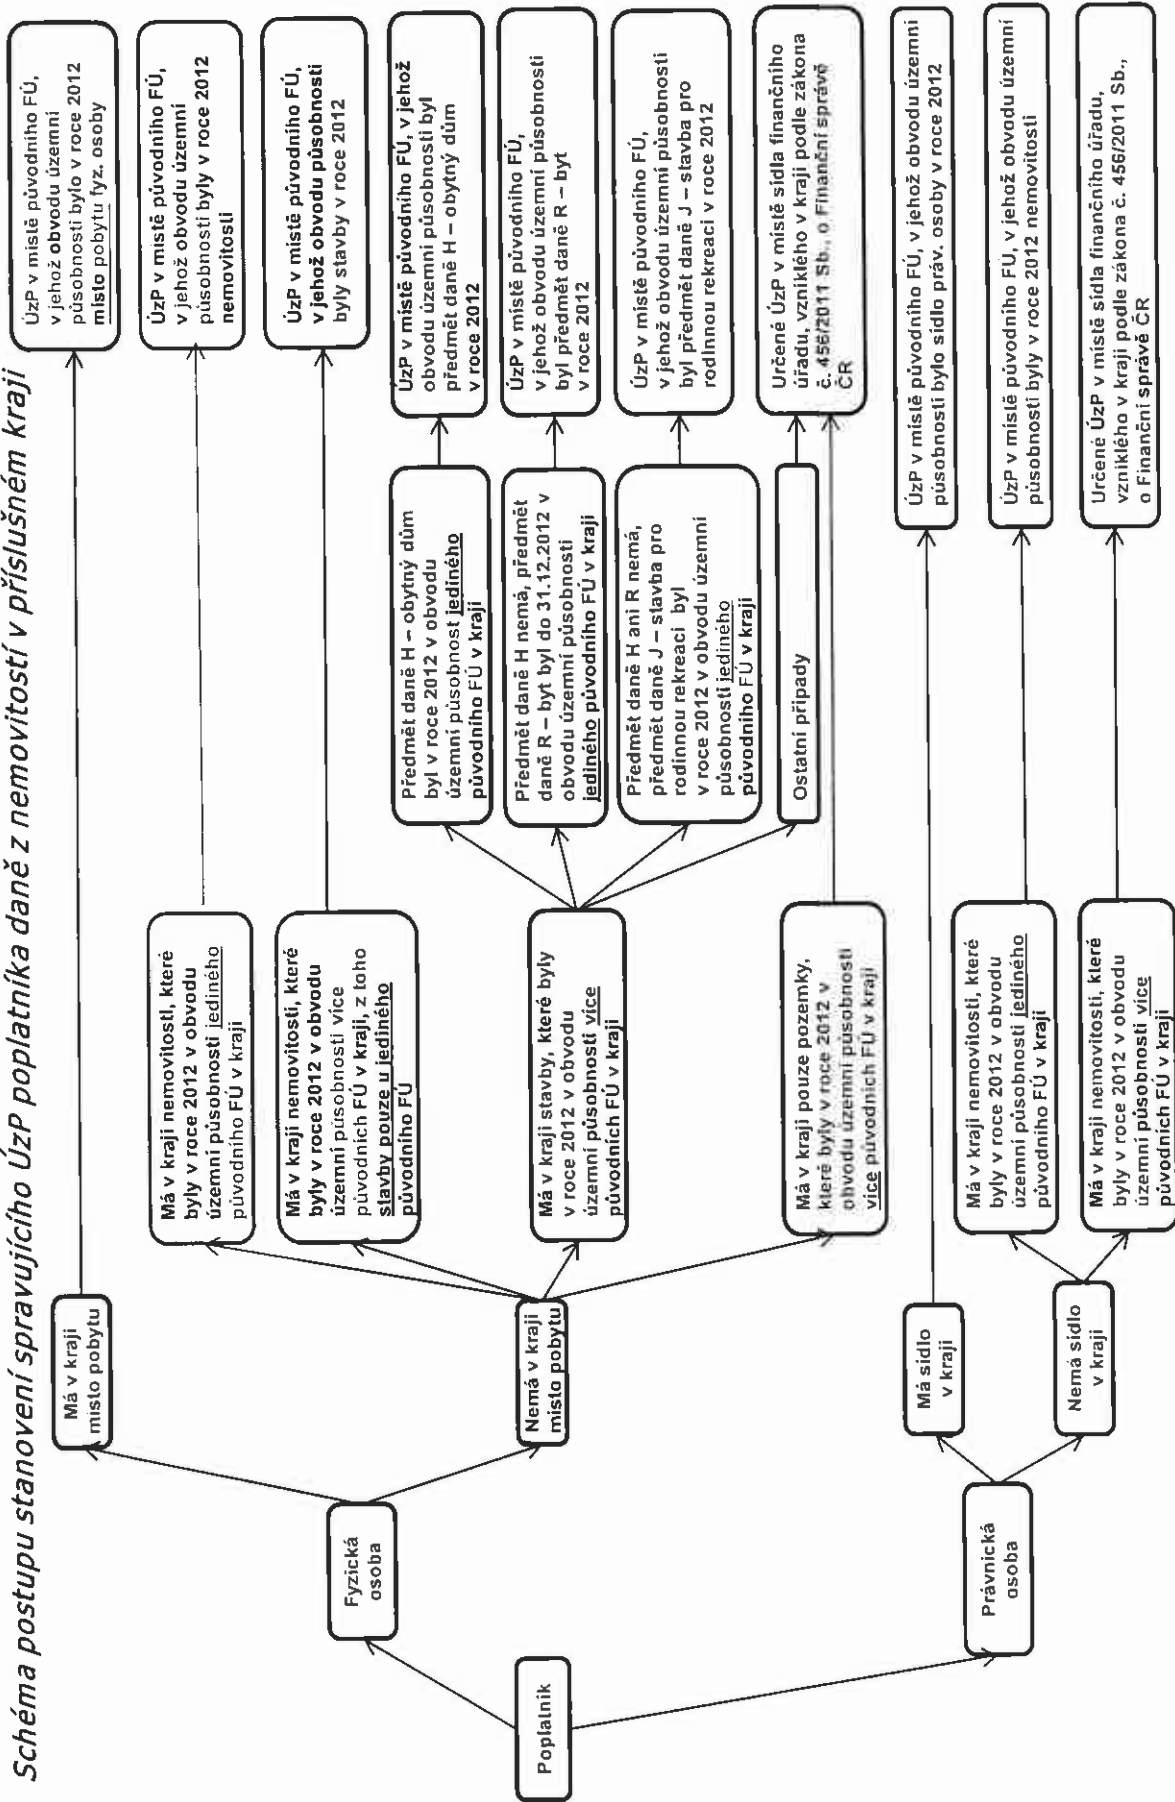 Schéma postupu stanovení spravujícího ÚzP poplatníka daně z nemovitostí v příslušném kraji
Poplatník
Fyzická
osoba
Právnická
osoba
Má v kraji
místo pobytu
Nemá v kraji
místo pobytu
Má sídlo
v kraji
Nemá sídlo
v kraji
Má v kraji nemovitosti, které
byly v roce 2012 v obvodu
územní působnosti jediného
původního FÚ v kraji
Má v kraji nemovitosti, které
byly v roce 2012 v obvodu
územní působnosti více
původních FÚ v kraji, z toho
stavby pouze u jediného
původního FÚ
Má v kraji stavby, které byly
v roce 2012 v obvodu
územní působnosti více
původních FÚ v kraji
Má v kraji pouze pozemky,
které byly v roce 2012 v
obvodu územní působnosti
více původních FÚ v kraji
Má v kraji nemovitosti, které
byly v roce 2012 v obvodu
územní působnosti jediného
původního FÚ v kraji
Má v kraji nemovitosti, které
byly v roce 2012 v obvodu
územní působnosti více
původních FÚ v kraji
Předmět daně H – obytný dům
byl v roce 2012 v obvodu
územní působnost jediného
původního FÚ v kraji
Předmět daně H nemá, předmět
daně R – byt byl do 31.12.2012 v
obvodu územní působnosti
jediného původního FÚ v kraji
Předmět daně H ani R nemá,
předmět daně J – stavba pro
rodinnou rekreaci byl
v roce 2012 v obvodu územní
působnosti jediného
původního FÚ v kraji
Ostatní případy
ÚzP v místě původního FÚ,
v jehož obvodu územní
působnosti bylo v roce 2012
místo pobytu fyz. osoby
ÚzP v místě původního FÚ,
v jehož obvodu územní
působnosti byly v roce 2012
nemovitosti
ÚzP v místě původního FÚ,
v jehož obvodu působnosti
byly stavby v roce 2012
ÚzP v místě původního FÚ, v jehož
obvodu územní působnosti byl
předmět daně H – obytný dům
v roce 2012
ÚzP v místě původního FÚ,
v jehož obvodu územní působnosti
byl předmět daně R – byt
v roce 2012
ÚzP v místě původního FÚ,
v jehož obvodu územní působnosti
byl předmět daně J – stavba pro
rodinnou rekreaci v roce 2012
Určené ÚzP v místě sídla finančního
úřadu, vzniklého v kraji podle zákona
č. 456/2011 Sb., o Finanční správě
ČR
ÚzP v místě původního FÚ, v jehož obvodu územní
působnosti bylo sídlo práv. osoby v roce 2012
ÚzP v místě původního FÚ, v jehož obvodu územní
působnosti byly v roce 2012 nemovitosti
Určené ÚzP v místě sídla finančního úřadu,
vzniklého v kraji podle zákona č. 456/2011 Sb.,
o Finanční správě ČR